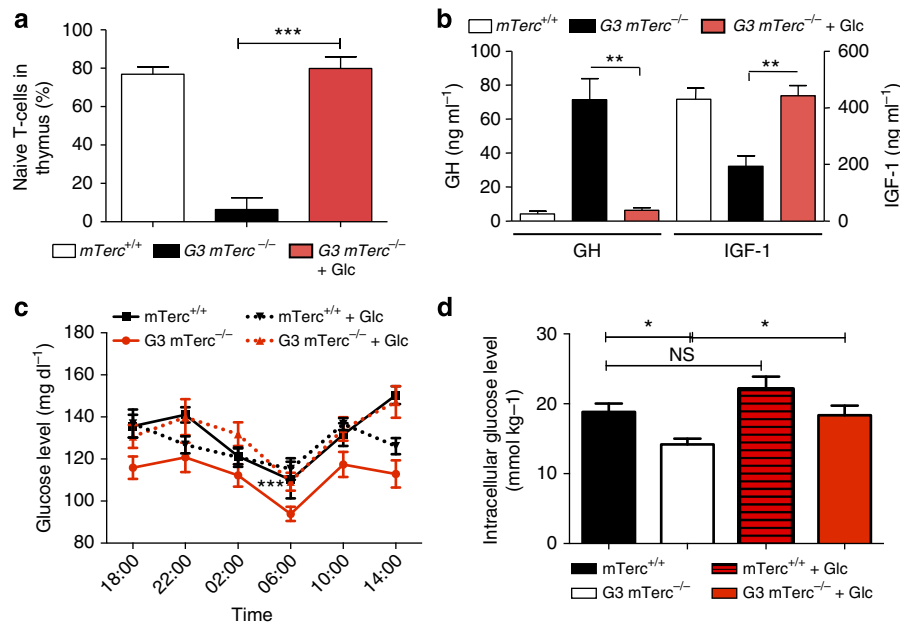 a
***
100
80
60
40
20
0
Naive T-cells in
thymus (%)
mTerc+/+ G3 mTerc −/− G3 mTerc−/−
+ Glc
b
mTerc+/+ G3 mTerc−/− G3 mTerc−/− + Glc
100
80
60
40
20
0
GH (ng ml−1)
**
**
600
400
200
0
IGF-1 (ng ml−1)
GH IGF-1
c
mTerc+/+ mTerc+/+ + Glc
G3 mTerc−/− G3 mTerc−/− + Glc
180
160
140
120
100
80
Glucose level (mg dl−1)
***
18:00 22:00 02:00 06:00 10:00 14:00
Time
d
* *
NS
30
20
10
0
Intracellular glucose level
(mmol kg−1)
mTerc+/+ mTerc+/+ + Glc
G3 mTerc−/− G3 mTerc−/− + Glc